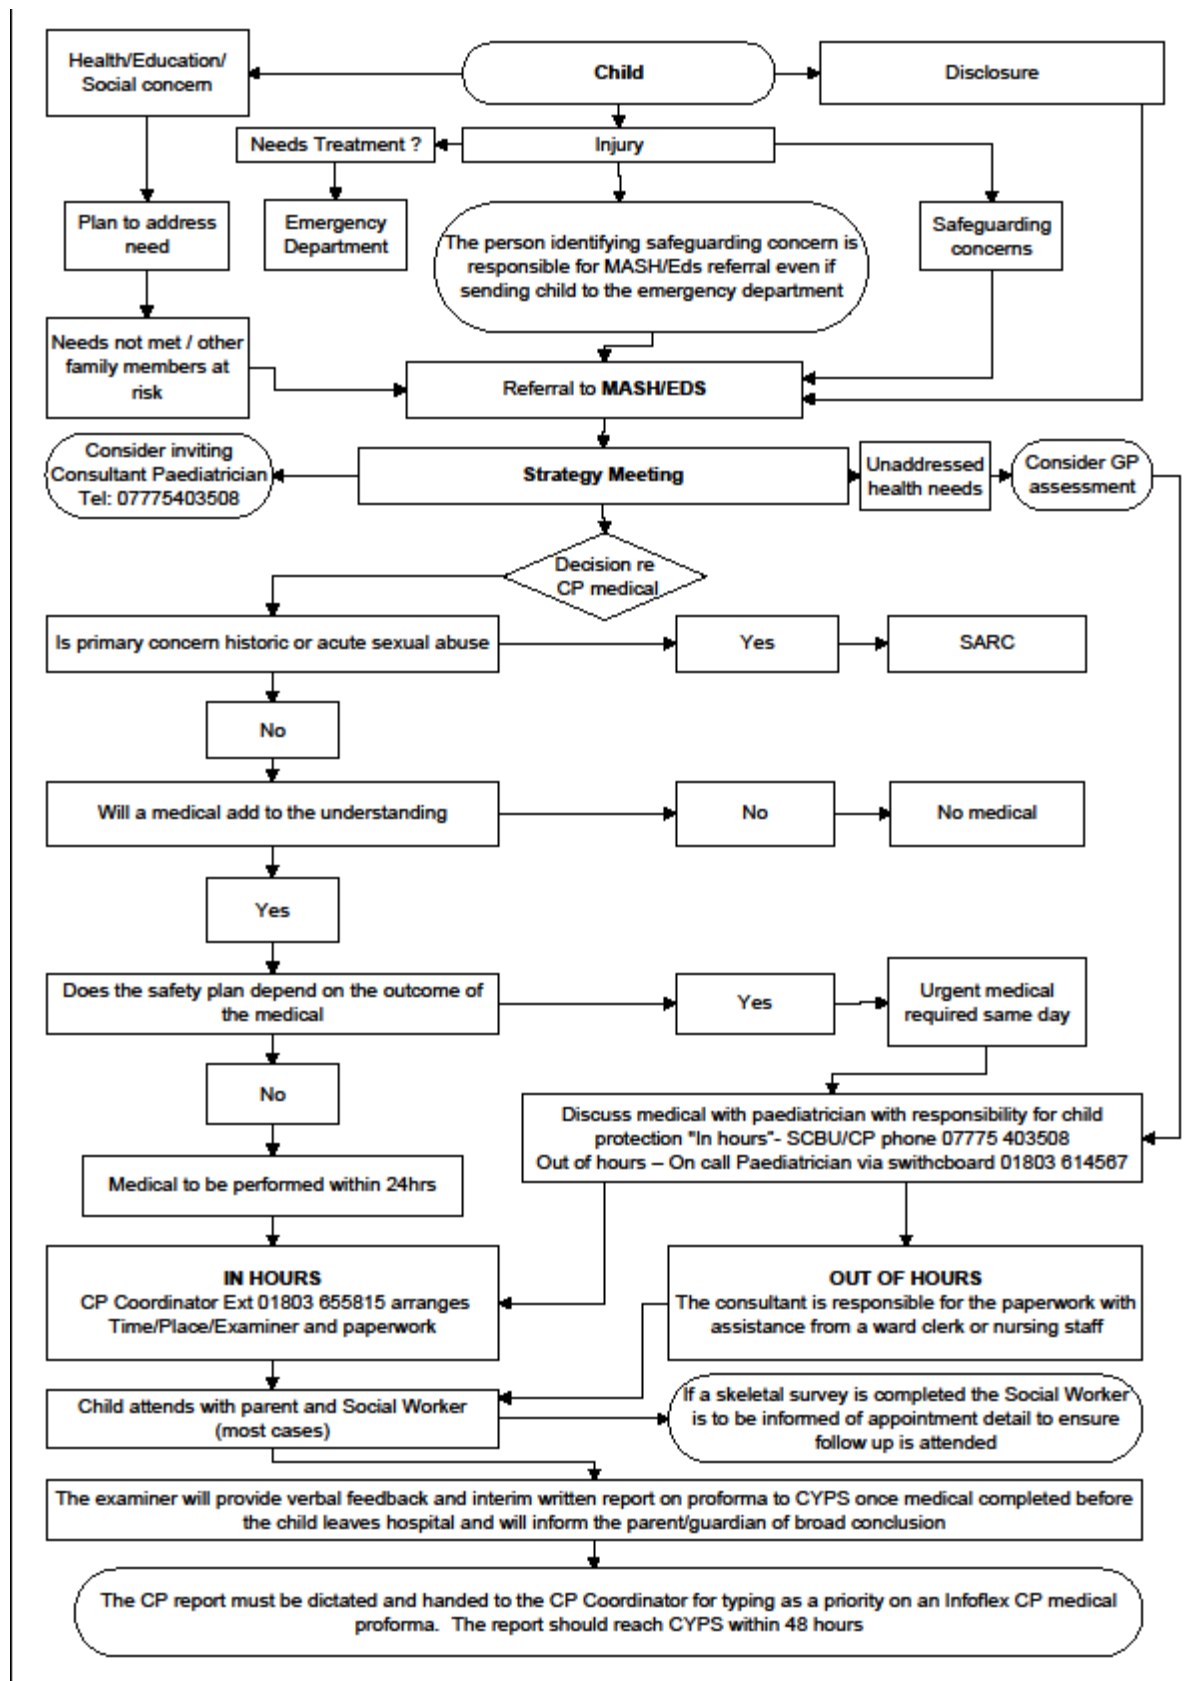 Health/Education/
Social concern
Child
Disclosure
Needs Treatment ?
Injury
Plan to address
need
Emergency
Department
The person identifying safeguarding concern is
responsible for MASH/Eds referral even if
sending child to the emergency department
Safeguarding
concerns
Needs not met / other
family members at
risk
Referral to MASH/EDS
Consider inviting
Consultant Paediatrician
Tel: 07775403508
Strategy Meeting
Unaddressed
health needs
Consider GP
assessment
Decision re
CP medical
Is primary concern historic or acute sexual abuse
Yes
SARC
No
Will a medical add to the understanding
No
No medical
Yes
Does the safety plan depend on the outcome of
the medical
Yes
Urgent medical
required same day
No
Discuss medical with paediatrician with responsibility for child
protection "In hours"- SCBU/CP phone 07775 403508
Out of hours – On call Paediatrician via swithcboard 01803 614567
Medical to be performed within 24hrs
IN HOURS
CP Coordinator Ext 01803 655815 arranges
Time/Place/Examiner and paperwork
OUT OF HOURS
The consultant is responsible for the paperwork with
assistance from a ward clerk or nursing staff
Child attends with parent and Social Worker
(most cases)
If a skeletal survey is completed the Social Worker
is to be informed of appointment detail to ensure
follow up is attended
The examiner will provide verbal feedback and interim written report on proforma to CYPS once medical completed before
the child leaves hospital and will inform the parent/guardian of broad conclusion
The CP report must be dictated and handed to the CP Coordinator for typing as a priority on an Infoflex CP medical
proforma.  The report should reach CYPS within 48 hours